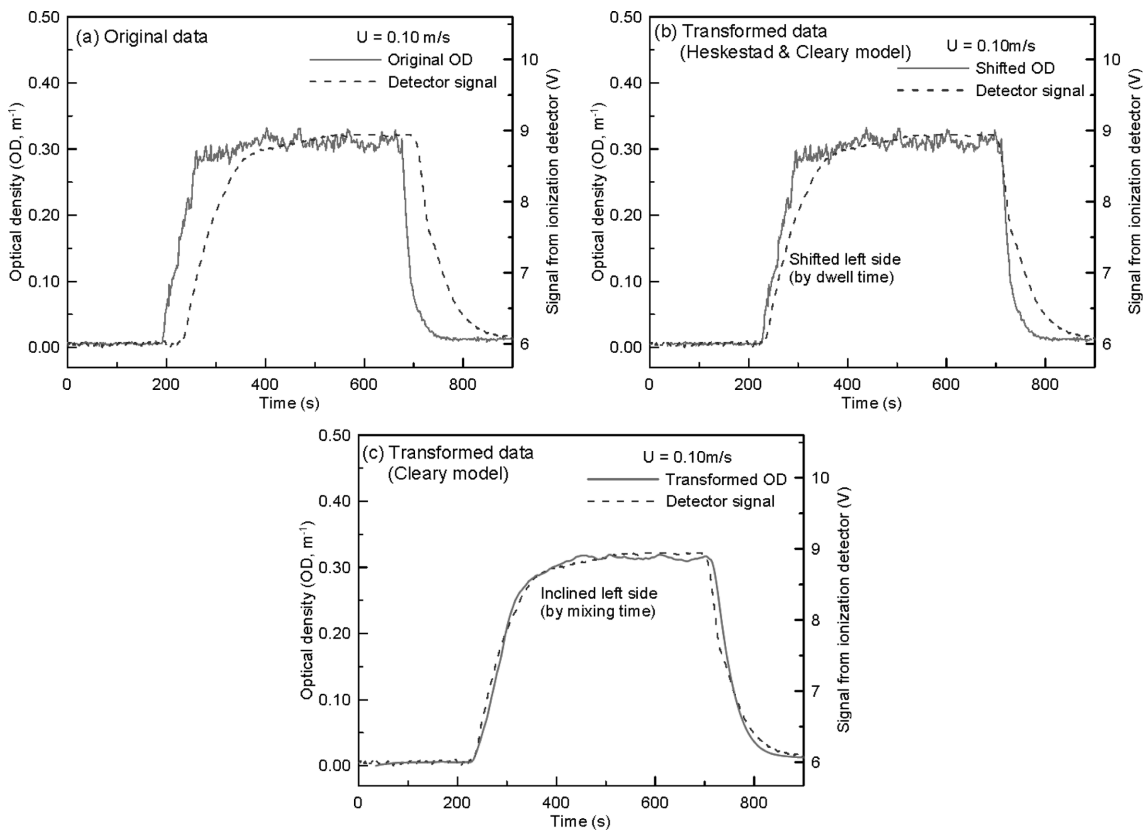 (a) Original data
U = 0.10 m/s
Original OD
Detector signal
Optical density (OD, m-1)
0.50
0.40
0.30
0.20
0.10
0.00
10
9
8
7
6
Signal from ionization detector (V)
0 200 400 600 800
Time (s)
(b) Transformed data
(Heskestad & Cleary model)
U = 0.10m/s
Shifted OD
Detector signal
Shifted left side
(by dwell time)
Optical density (OD, m-1)
0.50
0.40
0.30
0.20
0.10
0.00
10
9
8
7
6
Signal from ionization detector (V)
0 200 400 600 800
Time (s)
(c) Transformed data
(Cleary model)
U = 0.10m/s
Transformed OD
Detector signal
Inclined left side
(by mixing time)
Optical density (OD, m-1)
0.50
0.40
0.30
0.20
0.10
0.00
10
9
8
7
6
Signal from ionization detector (V)
0 200 400 600 800
Time (s)